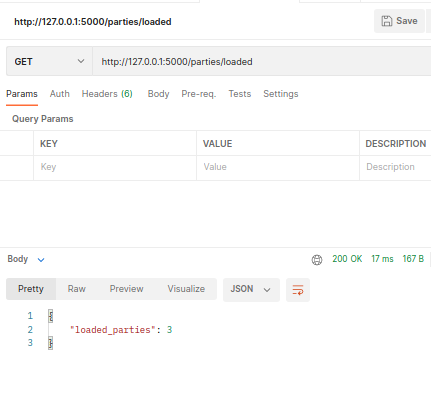 http://127.0.0.1:5000/parties/loaded
Save
GET
http://127.0.0.1:5000/parties/loaded
Params Auth Headers (6) Body Pre-req. Tests Settings
Query Params
KEY VALUE DESCRIPTION
Key Value Description
Body 200 OK 17 ms 167 B
Pretty Raw Preview Visualize JSON
1 {
2 "loaded_parties": 3
3 }